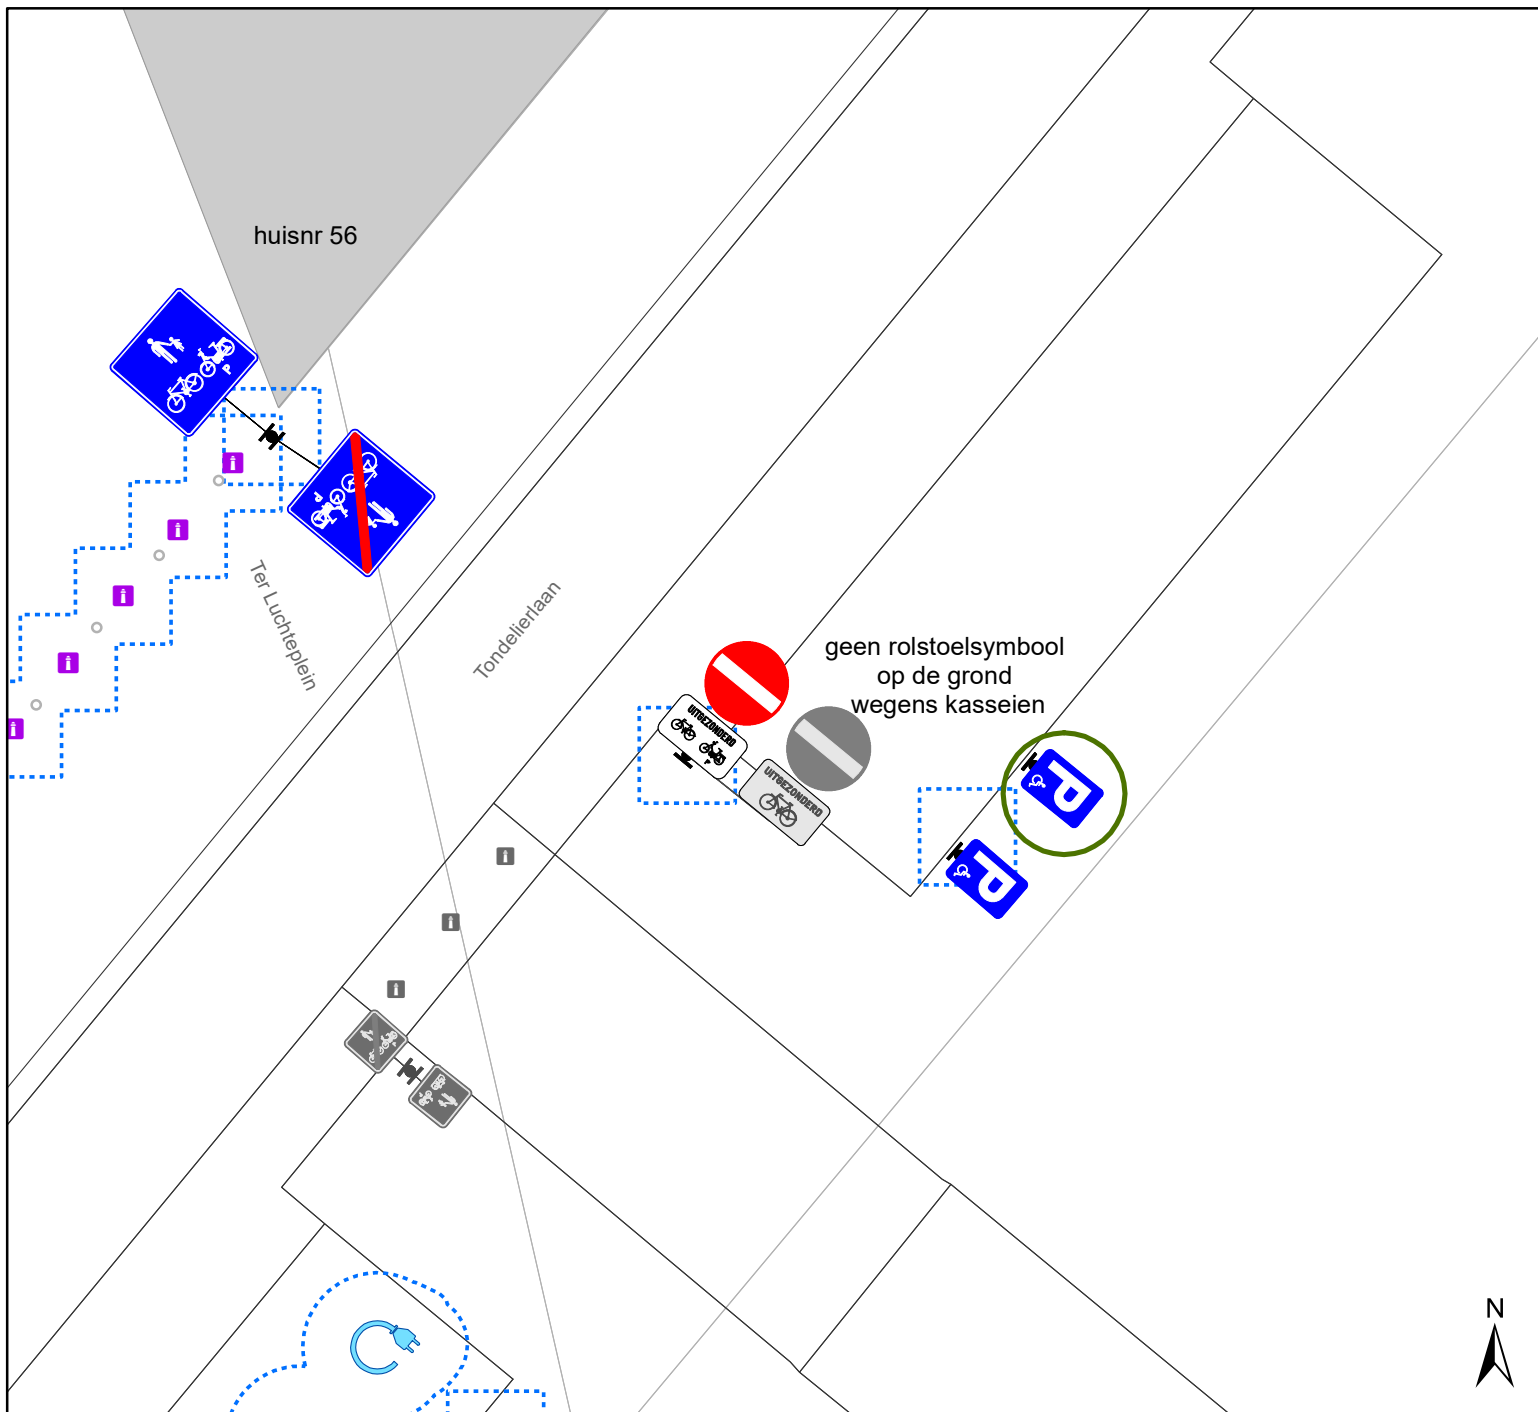 huisnr 56
P
P
Ter Luchteplein
Tondelierlaan
geen rolstoelsymbool
op de grond
wegens kasseien
UITGEZONDERD
P
UITGEZONDERD
P
P
N